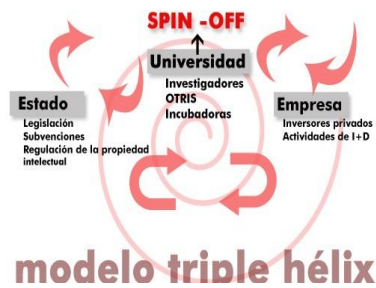 SPIN -OFF
Universidad
Investigadores
OTRIS
Incubadoras
Estado
Legislación
Subvenciones
Regulación de la propiedad
intelectual
Empresa
Inversores privados
Actividades de I+D
modelo triple hélix